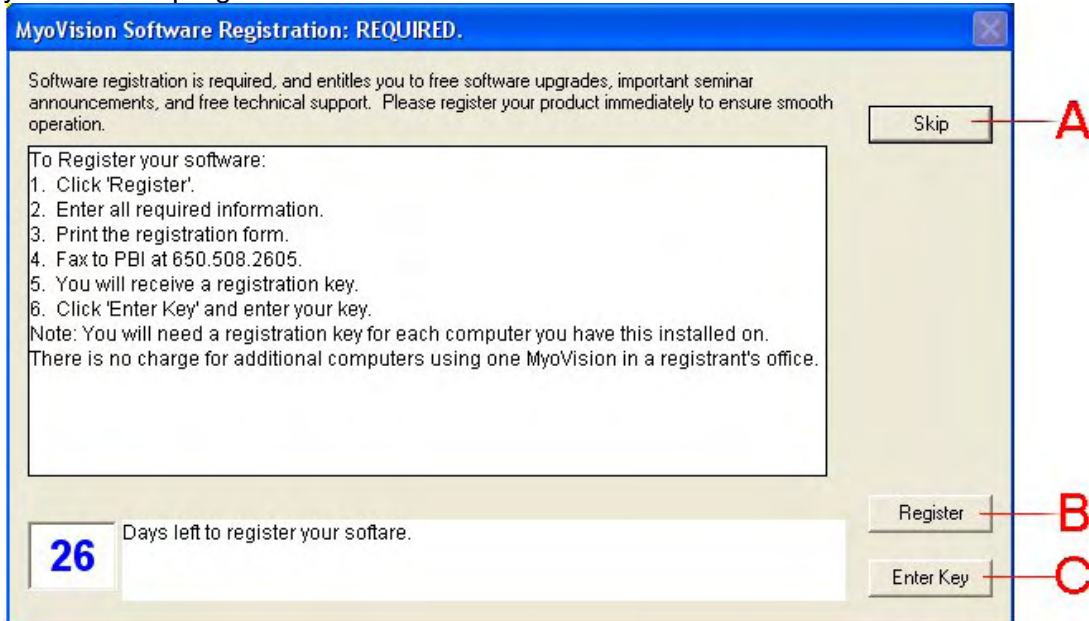 MyoVision Software Registration: REQUIRED.
Software registration is required, and entitles you to free software upgrades, important seminar
announcements, and free technical support. Please register your product immediately to ensure smooth
operation.
Skip
A
To Register your software:
1. Click 'Register'.
2. Enter all required information.
3. Print the registration form.
4. Fax to PBI at 650.508.2605.
5. You will receive a registration key.
6. Click 'Enter Key' and enter your key.
Note: You will need a registration key for each computer you have this installed on.
There is no charge for additional computers using one MyoVision in a registrant's office.
Register
B
26
Days left to register your softare.
Enter Key
C